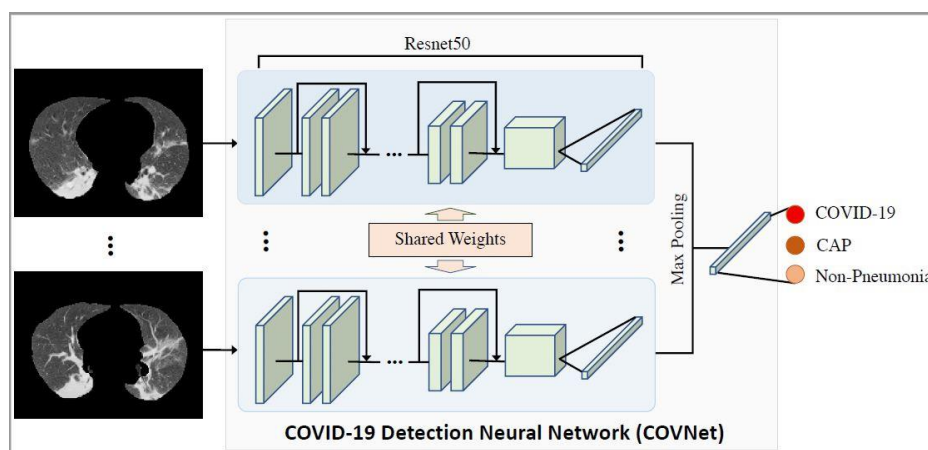 Resnet50
Shared Weights
Max Pooling
COVID-19
CAP
Non-Pneumonia
COVID-19 Detection Neural Network (COVNet)